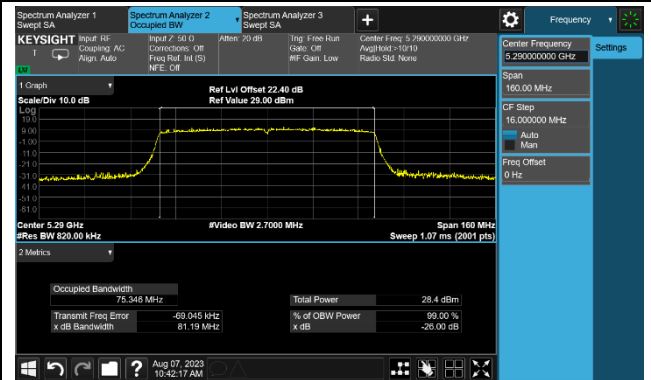 Spectrum Analyzer 1
Swept SA
Spectrum Analyzer 2
Occupied BW
Spectrum Analyzer 3
Swept SA
Frequency
KEYSIGHT
T
LV
Input: RF
Coupling: AC
Align: Auto
Input Z: 50 Ω
Corrections: Off
Freq Ref: Int (S)
NFE: Off
Atten: 20 dB
Trig: Free Run
Gate: Off
#IF Gain: Low
Center Freq: 5.290000000 GHz
Avg|Hold:>10/10
Radio Std: None
Center Frequency
5.290000000 GHz
Settings
Span
160.00 MHz
CF Step
16.000000 MHz
Auto
Man
Freq Offset
0 Hz
1 Graph
Scale/Div 10.0 dB
Ref Lvl Offset 22.40 dB
Ref Value 29.00 dBm
Log
19.0
9.00
-1.00
-11.0
-21.0
-31.0
-41.0
-51.0
-61.0
Center 5.29 GHz
#Video BW 2.7000 MHz
Span 160 MHz
#Res BW 820.00 kHz
Sweep 1.07 ms (2001 pts)
2 Metrics
Occupied Bandwidth
75.346 MHz
Total Power 28.4 dBm
Transmit Freq Error -69.045 kHz
% of OBW Power 99.00 %
x dB Bandwidth 81.19 MHz
x dB -26.00 dB
Aug 07, 2023
10:42:17 AM